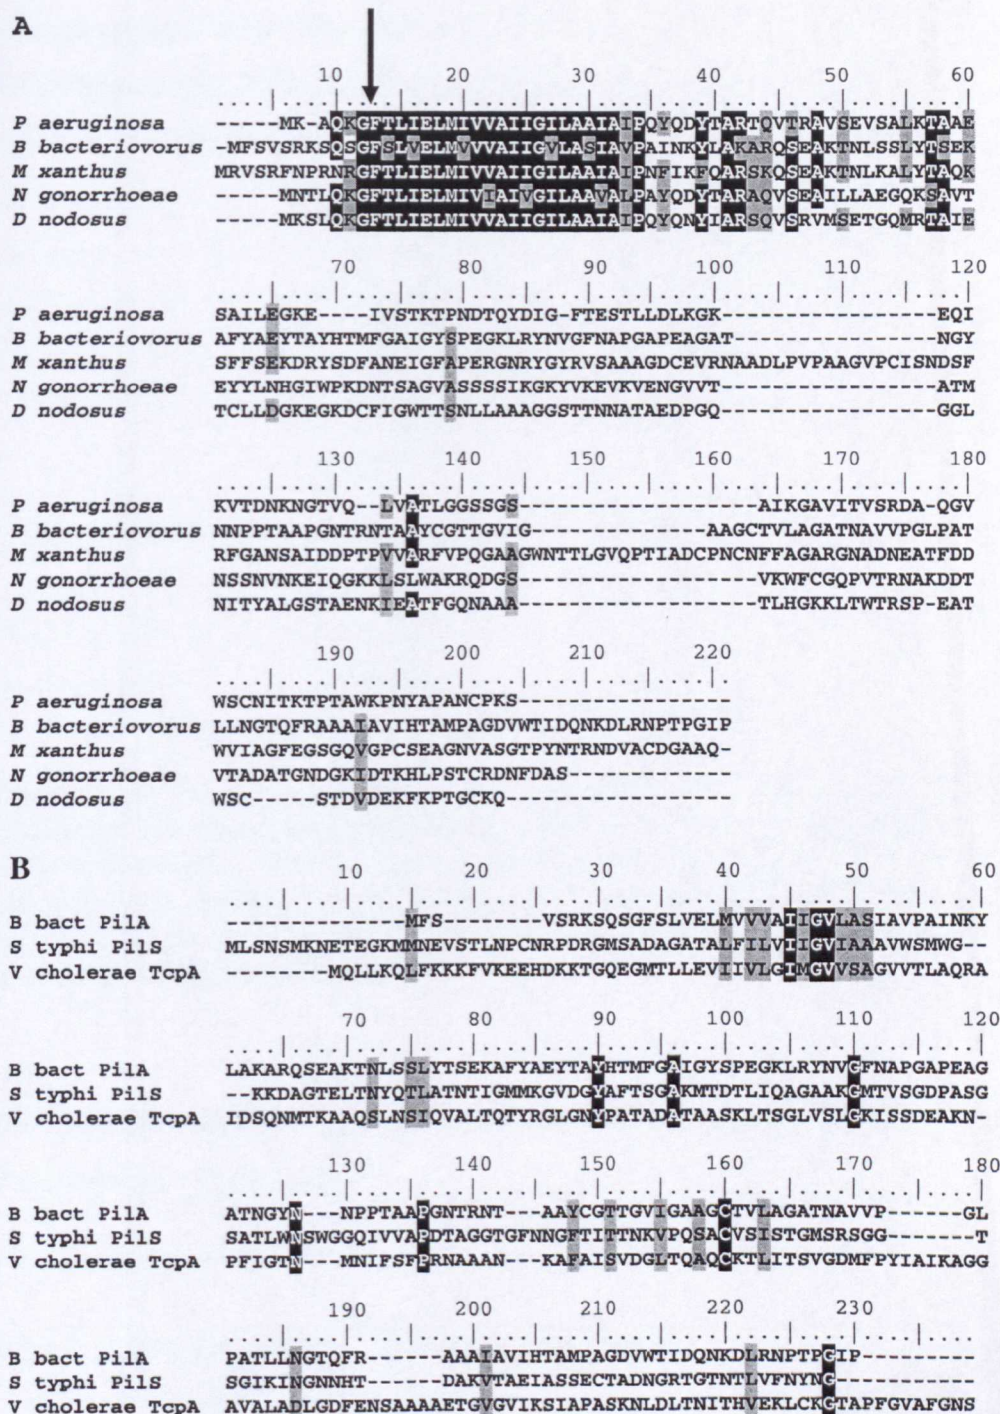 A
10 20 30 40 50 60
P aeruginosa -----MK-AQKGFTLIELMIVVAIIGILAAIAIPQYQDYTARTQVTRAVSEVSALKTAAE
B bacteriovorus -MFSVSRKSQSGFSLVELMVVVAIIGVLASIAVPAINKYLAKARQSEAKTNLSSLYTSEK
M xanthus MRVSRFNPRNRGFTLIELMIVVAIIGILAAIAIPNFIKFQARSKQSEAKTNLKALYTAQK
N gonorrhoeae ----MNTLQKGFTLIELMIVIAIVGILAAVALPAYQDYTARAQVSEAILLAEGQKSAVT
D nodosus -----MKSLQKGFTLIELMIVVAIIGILAAIAIPQYQNYIARSQVSRVMSETGQMRTAIE
70 80 90 100 110 120
P aeruginosa SAILEGKE----IVSTKTPNDTQYDIG-FTESTLLDLKGK-----------------EQI
B bacteriovorus AFYAEYTAYHTMFGAIGYSPEGKLRYNVGFNAPGAPEAGAT----------------NGY
M xanthus SFFSEKDRYSDFANEIGFAPERGNRYGYRVSAAAGDCEVRNAADLPVPAAGVPCISNDSF
N gonorrhoeae EYYLNHGIWPKDNTSAGVASSSSIKGKYVKEVKVENGVVT-----------------ATM
D nodosus TCLLDGKEGKDCFIGWTTSNLLAAAGGSTTNNATAEDPGQ-----------------GGL
130 140 150 160 170 180
P aeruginosa KVTDNKNGTVQ--LVATLGGSSGS-------------------AIKGAVITVSRDA-QGV
B bacteriovorus NNPPTAAPGNTRNTAAYCGTTGVIG--------------AAGCTVLAGATNAVVPGLPAT
M xanthus RFGANSAIDDPTPVVARFVPQGAAGWNTTLGVQPTIADCPNCNFFAGARGNADNEATFDD
N gonorrhoeae NSSNVNKEIQGKKLSLWAKRQDGS-------------------VKWFCGQPVTRNAKDDT
D nodosus NITYALGSTAENKIEATFGQNAAA-------------------TLHGKKLTWTRSP-EAT
190 200 210 220
P aeruginosa WSCNITKTPTAWKPNYAPANCPKS-----------------
B bacteriovorus LLNGTQFRAAAIAVIHTAMPAGDVWTIDQNKDLRNPTPGIP
M xanthus WVIAGFEGSGQVGPCSEAGNVASGTPYNTRNDVACDGAAQ-
N gonorrhoeae VTADATGNDGKIDTKHLPSTCRDNFDAS-------------
D nodosus WSC-----STDVDEKFKPTGCKQ------------------
B
10 20 30 40 50 60
B bact PilA --------------MFS--------VSRKSQSGFSLVELMVVVAIIGVLASIAVPAINKY
S typhi PilS MLSNSMKNETEGKMMNEVSTLNPCNRPDRGMSADAGATALFILVIIGVIAAAVWSMWG--
V cholerae TcpA --------MQLLKQLFKKKFVKEEHDKKTGQEGMTLLEVIIVLGIMGVVSAGVVTLAQRA
70 80 90 100 110 120
B bact PilA LAKARQSEAKTNLSSLYTSEKAFYAEYTAYHTMFGAIGYSPEGKLRYNVGFNAPGAPEAG
S typhi PilS --KKDAGTELTNYQTLATNTIGMMKGVDGYAFTSGAKMTDTLIQAGAAKGMTVSGDPASG
V cholerae TcpA IDSQNMTKAAQSLNSIQVALTQTYRGLGNYPATADATAASKLTSGLVSLGKISSDEAKN-
130 140 150 160 170 180
B bact PilA ATNGYN---NPPTAAPGNTRNT---AAYCGTTGVIGAAGCTVLAGATNAVVP------GL
S typhi PilS SATLWNSWGGQIVVAPDTAGGTGFNNGFTITTNKVPQSACVSISTGMSRSGG------T
V cholerae TcpA PFIGTN---MNIFSFPRNAAAN---KAFAISVDGLTQAQCKTLITSVGDMFPYIAIKAGG
190 200 210 220 230
B bact PilA PATLLNGTQFR------AAAIAVIHTAMPAGDVWTIDQNKDLRNPTPGIP---------
S typhi PilS SGIKINGNNHT------DAKVTAEIASSECTADNGRTGTNTLVFNYNG-----------
V cholerae TcpA AVALADLGDFENSAAAAETGVGVIKSIAPASKNLDLTNITHVEKLCKGTAPFGVAFGNS